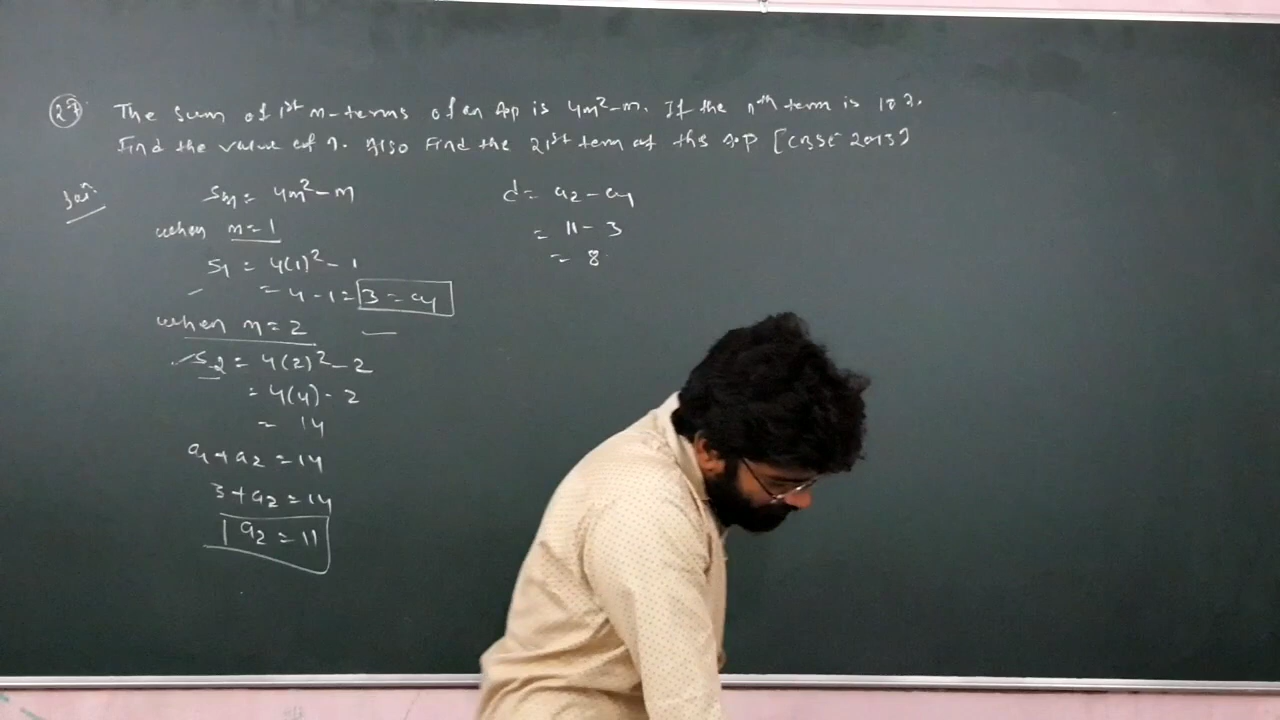 (27) The sum of 1st m-terms of an Ap is 4m²-m. If the nth term is 107.
Find the value of n. Also Find the 21st term of this A.P [CBSE 2013]
Sol:
Sm = 4m²-m
when m=1
S1 = 4(1)²-1
= 4-1 = 3 = a1
when m=2
S2 = 4(2)²-2
= 4(4)-2
= 14
a1+a2 = 14
3+a2 = 14
a2 = 11
d = a2-a1
= 11-3
= 8